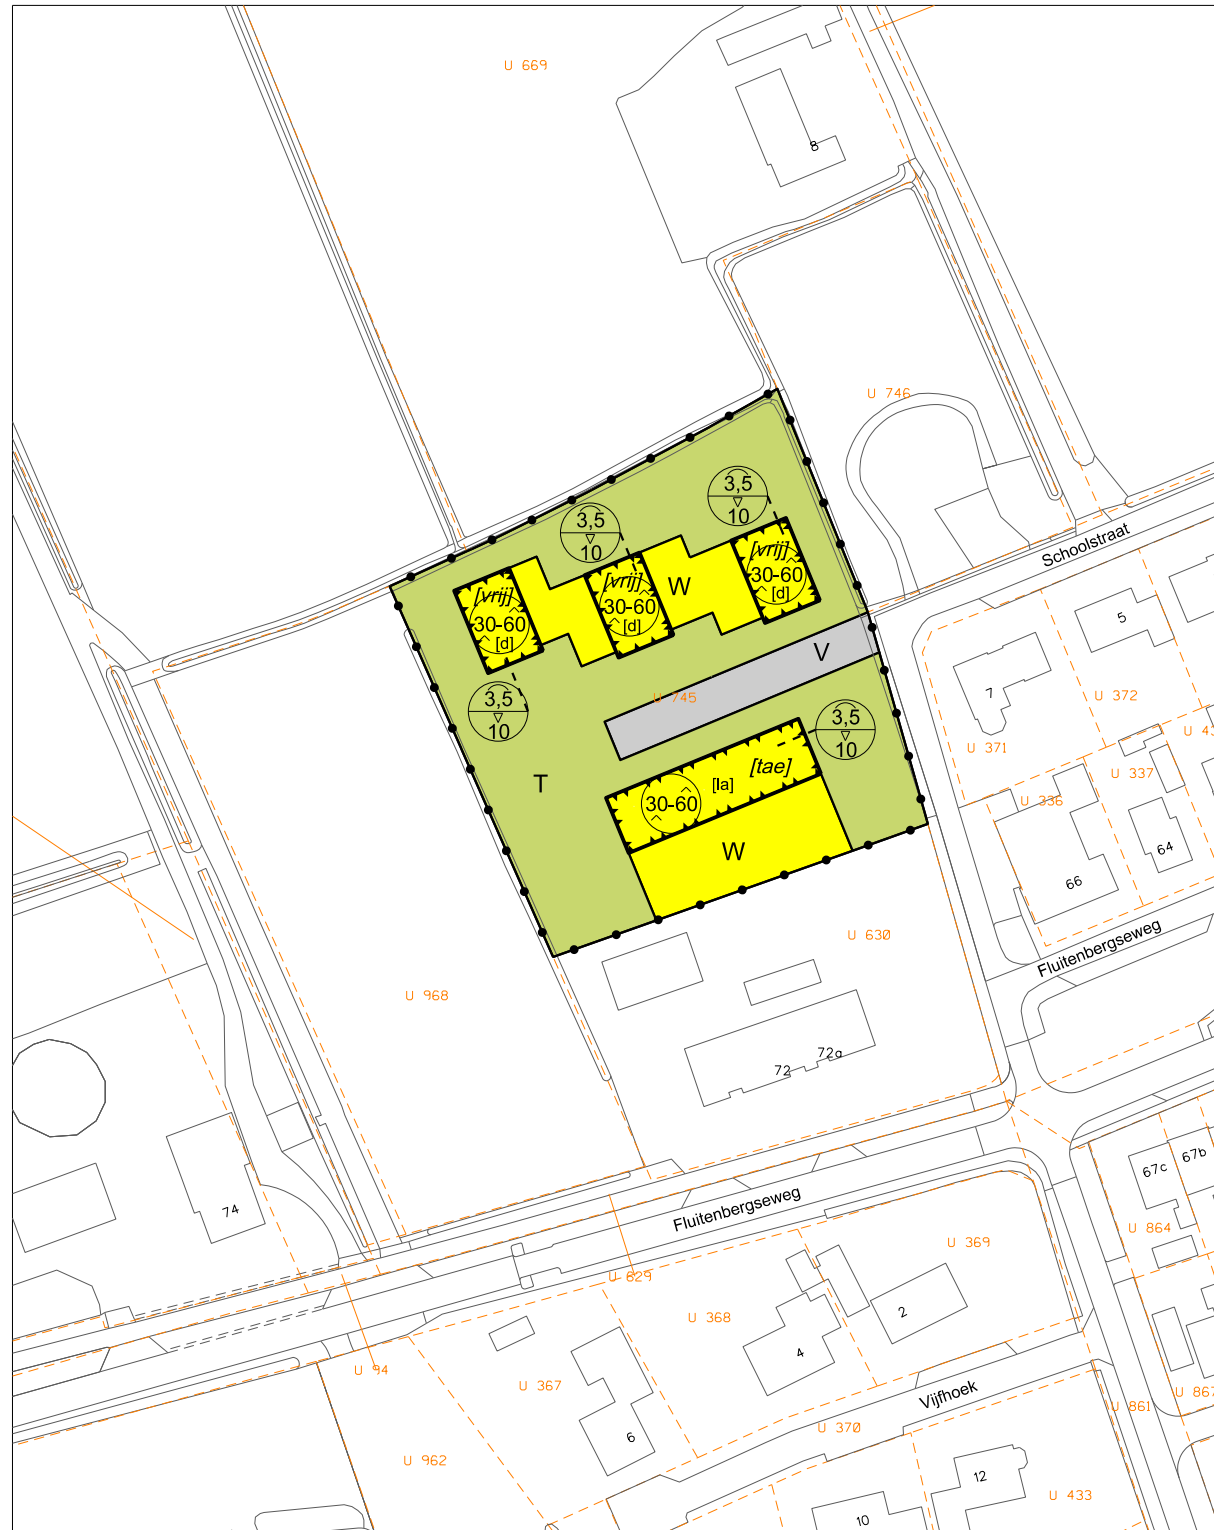 U 669
8
U 746
3,5
10
3,5
10
Schoolstraat
[vrij]
30-60
[d]
[vrij]
30-60
[d]
W
[vrij]
30-60
[d]
5
V
7
U 745
U 372
3,5
10
3,5
10
U 371
[tae]
[la]
T
30-60
U 337
U 336
W
64
66
U 630
Fluitenbergseweg
U 968
72
72a
67c
67b
74
Fluitenbergseweg
U 864
U 369
U 629
2
U 368
4
U 94
U 367
Vijfhoek
U 861
U 867
6
U 370
U 962
12
U 433
10